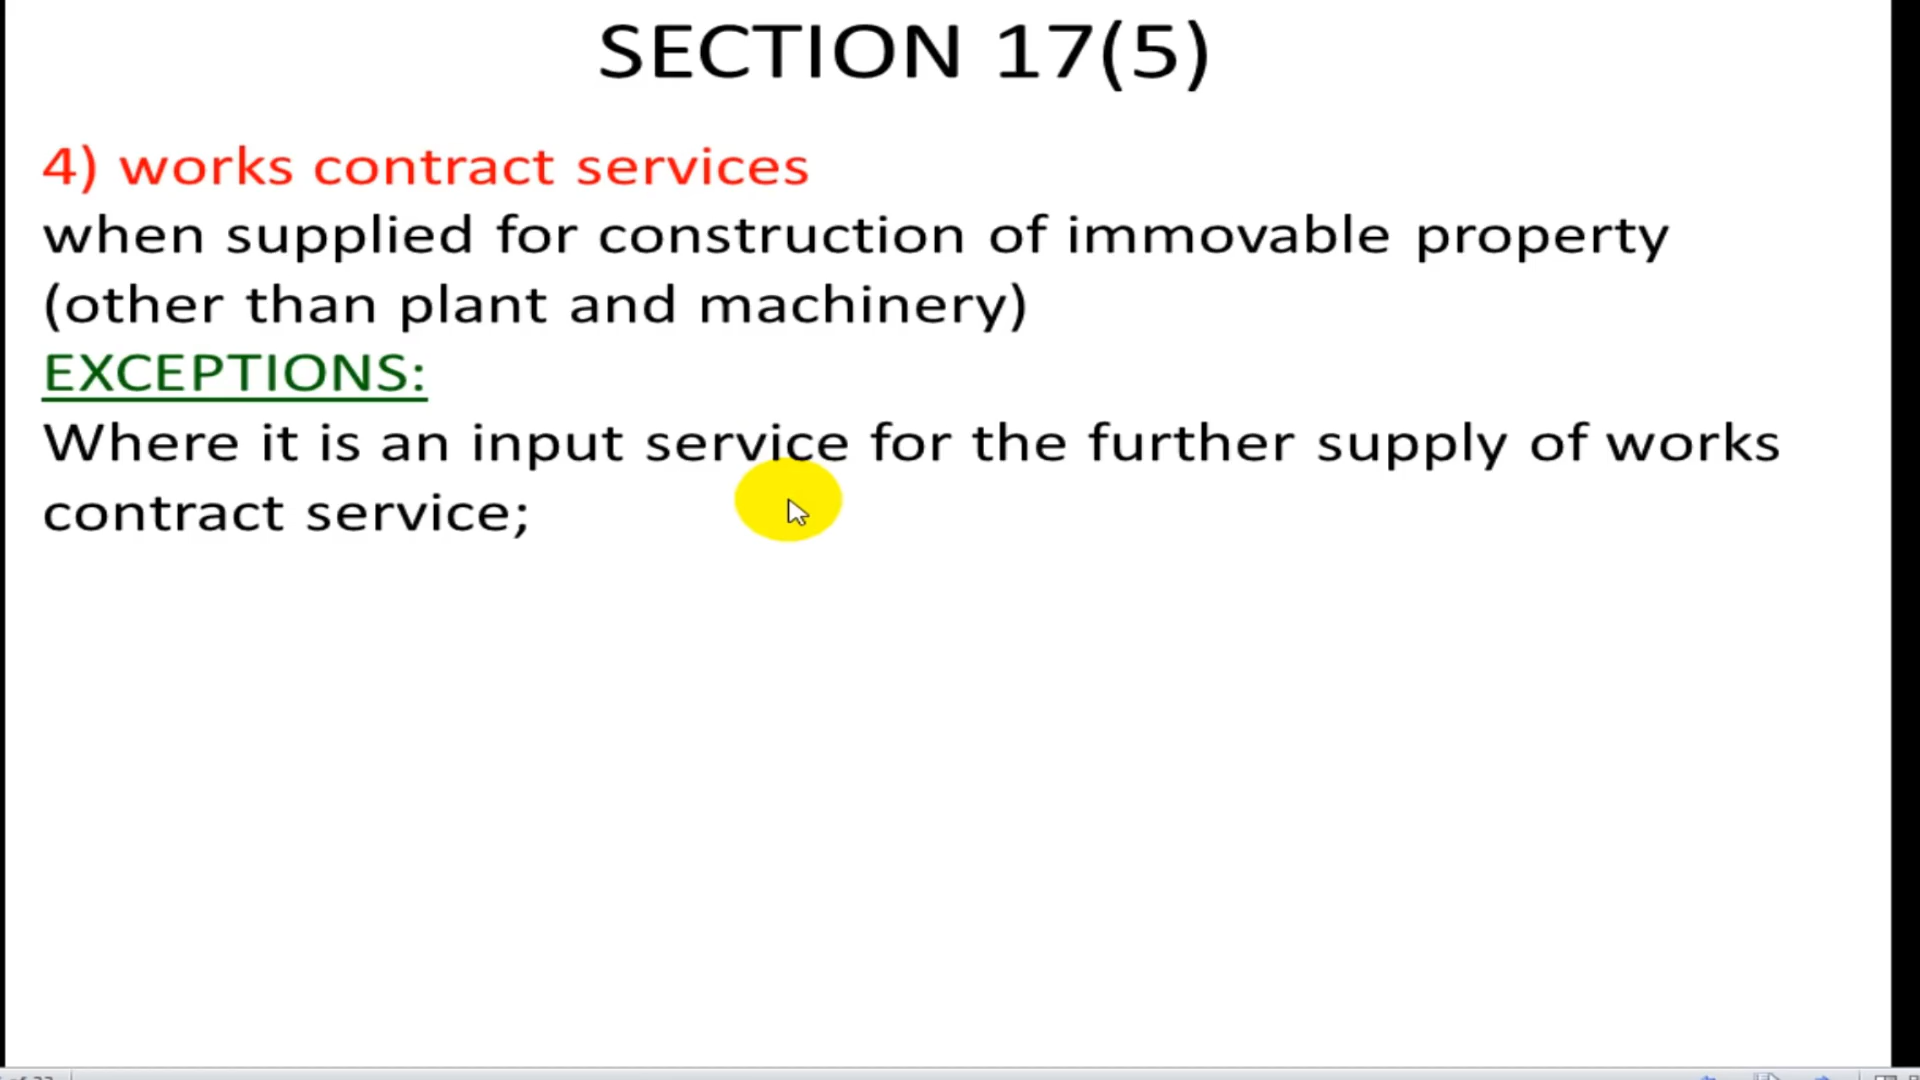 SECTION 17(5)
4) works contract services
when supplied for construction of immovable property
(other than plant and machinery)
EXCEPTIONS:
Where it is an input service for the further supply of works
contract service;